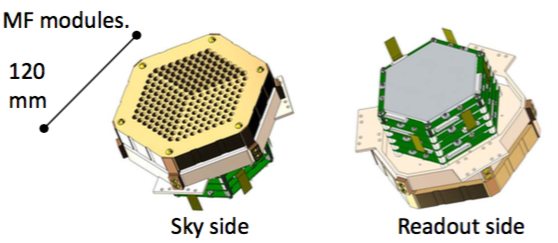 MF modules.
120
mm
Sky side
Readout side